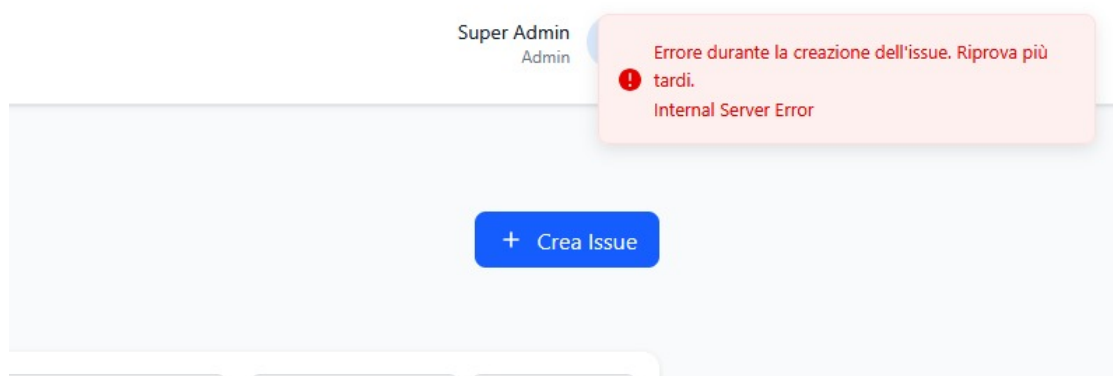 Super Admin
Admin
Errore durante la creazione dell'issue. Riprova più
tardi.
Internal Server Error
+ Crea Issue